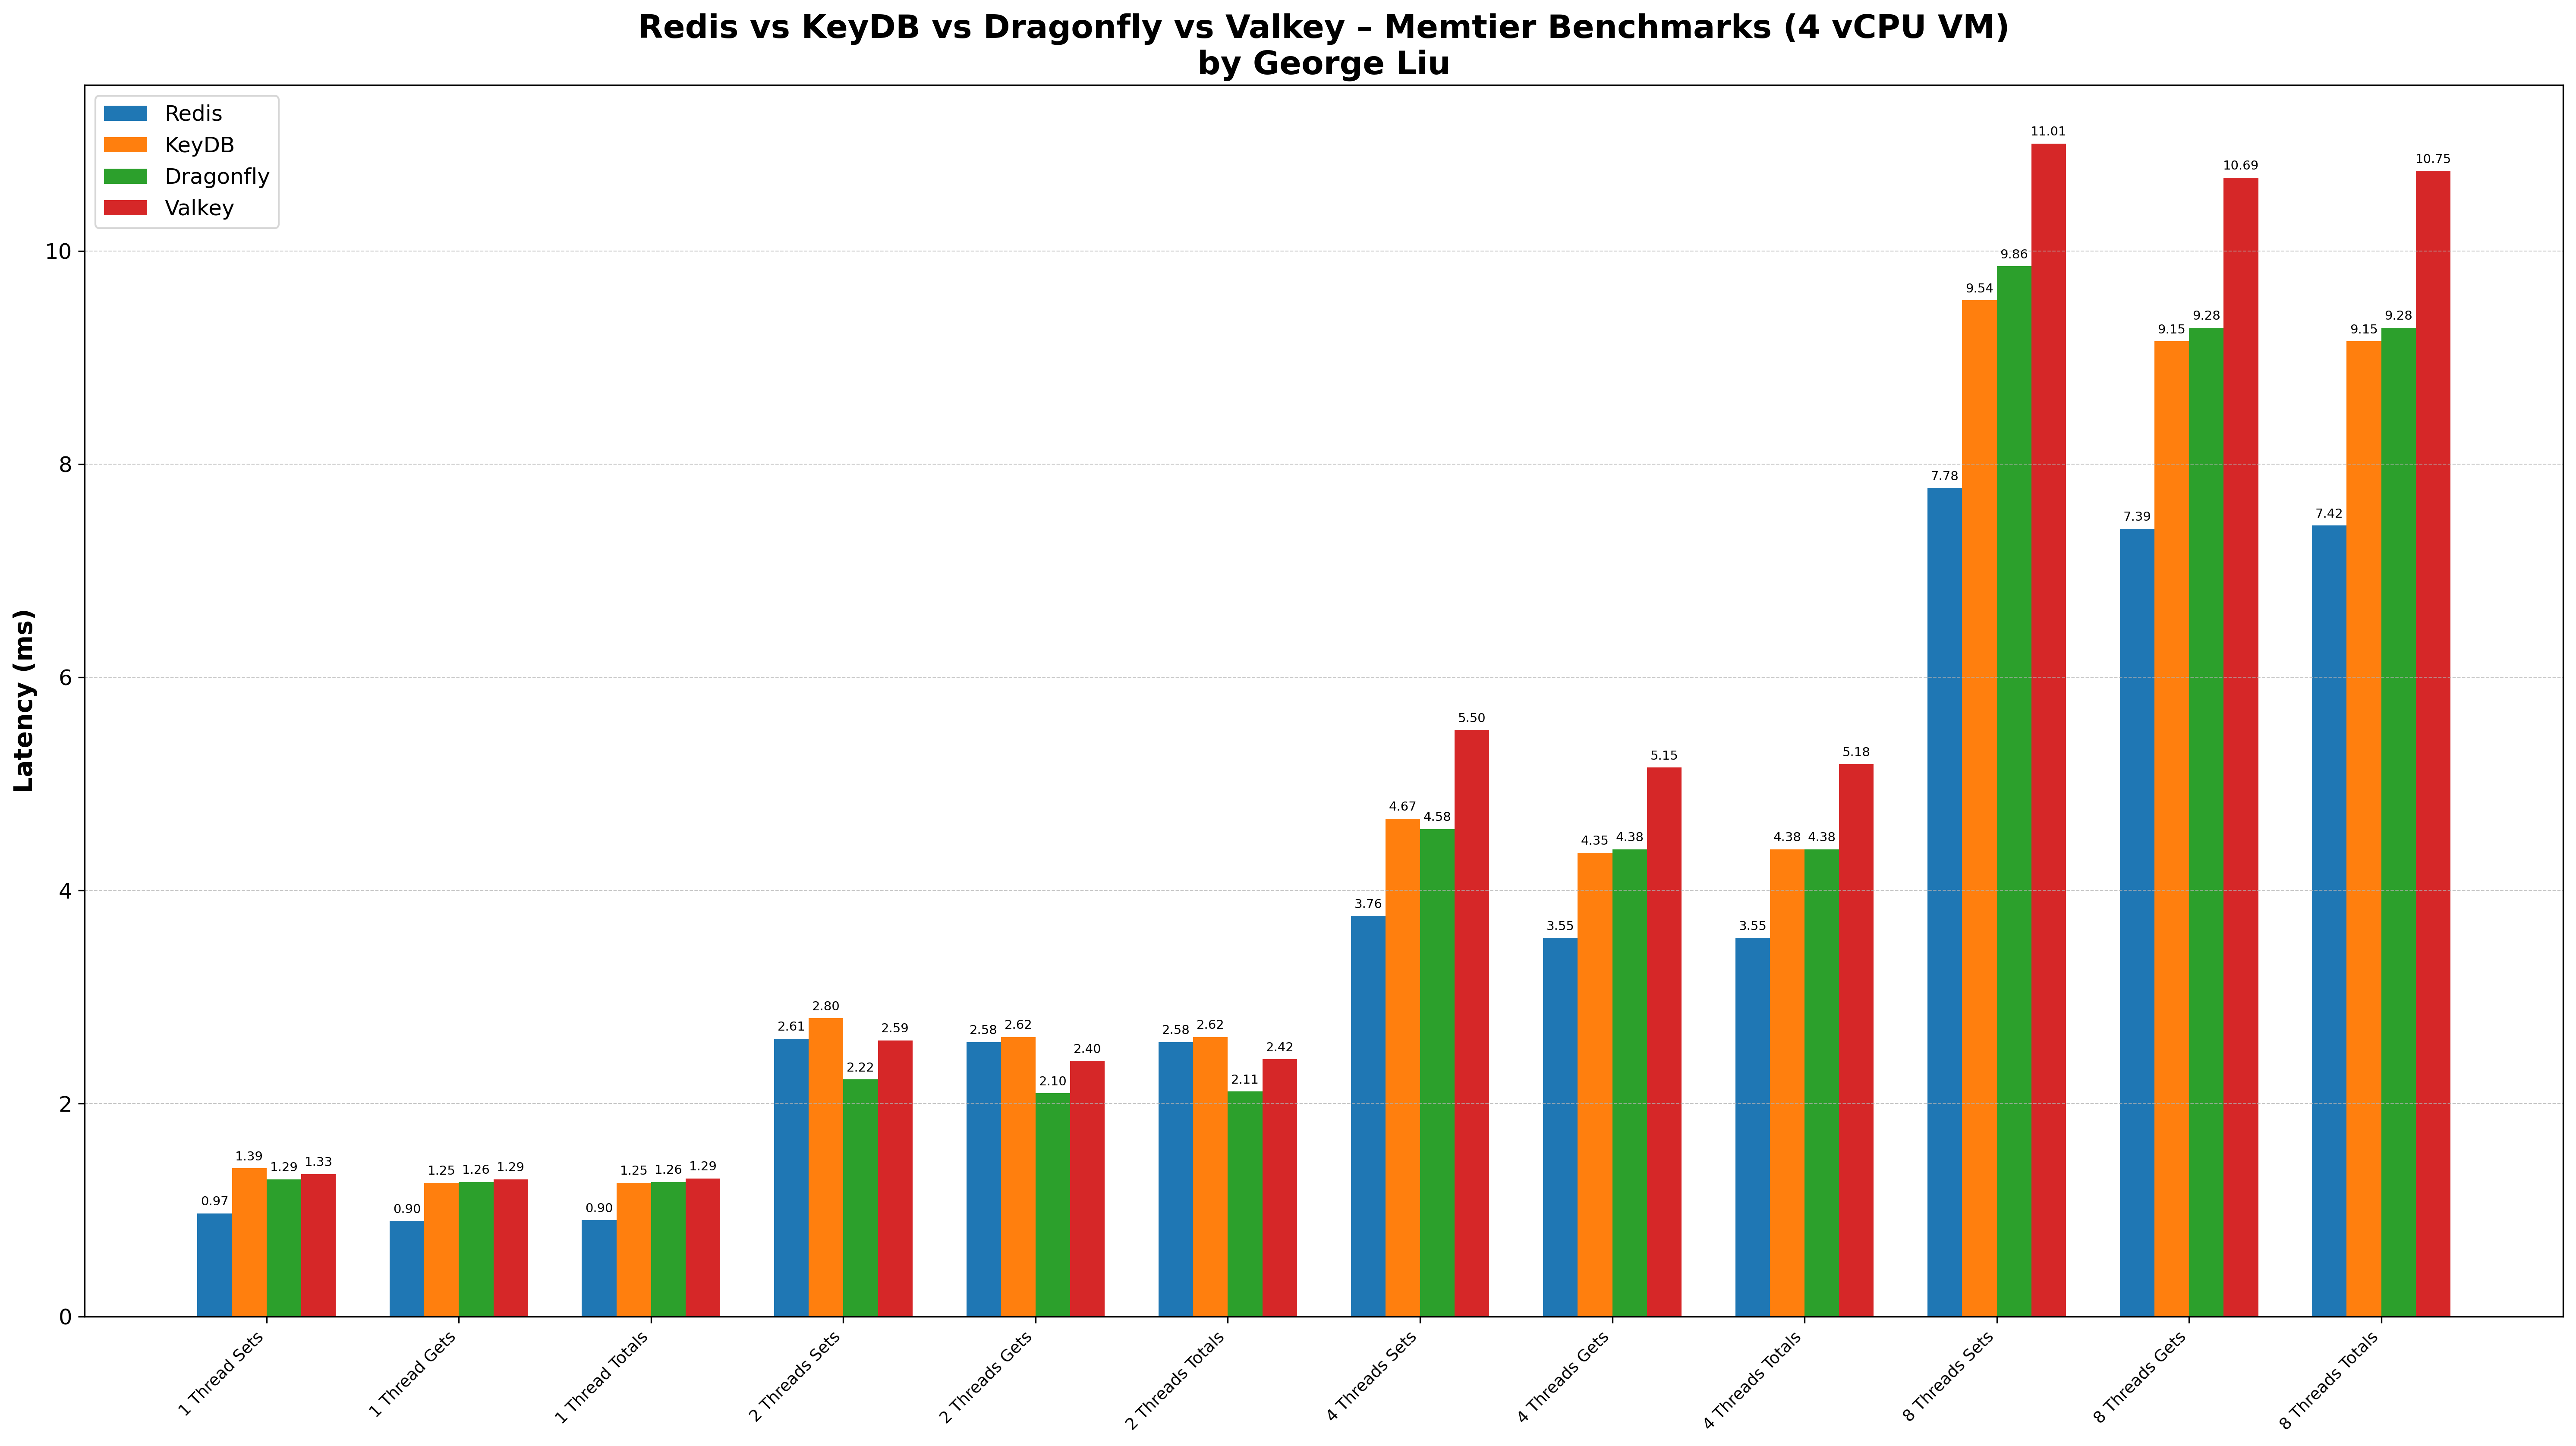 Redis vs KeyDB vs Dragonfly vs Valkey – Memtier Benchmarks (4 vCPU VM)
by George Liu
Redis
KeyDB
Dragonfly
Valkey
Latency (ms)
10
8
6
4
2
0
0.97
1.39
1.29
1.33
0.90
1.25
1.26
1.29
0.90
1.25
1.26
1.29
2.61
2.80
2.22
2.59
2.58
2.62
2.10
2.40
2.58
2.62
2.11
2.42
3.76
4.67
4.58
5.50
3.55
4.35
4.38
5.15
3.55
4.38
4.38
5.18
7.78
9.54
9.86
11.01
7.39
9.15
9.28
10.69
7.42
9.15
9.28
10.75
1 Thread Sets
1 Thread Gets
1 Thread Totals
2 Threads Sets
2 Threads Gets
2 Threads Totals
4 Threads Sets
4 Threads Gets
4 Threads Totals
8 Threads Sets
8 Threads Gets
8 Threads Totals